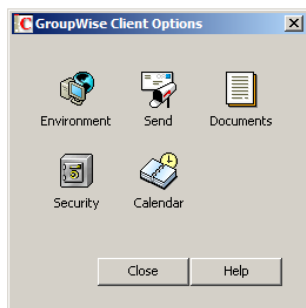 GroupWise Client Options
Environment Send Documents
Security Calendar
Close Help